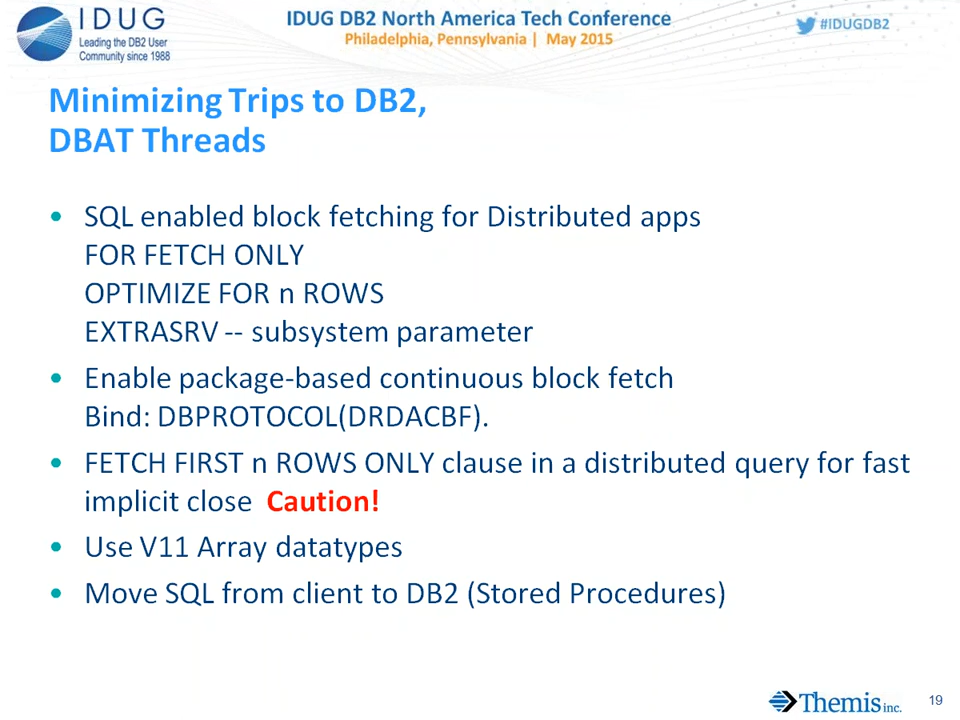 IDUG
Leading the DB2 User
Community since 1988
IDUG DB2 North America Tech Conference
Philadelphia, Pennsylvania | May 2015
#IDUGDB2
Minimizing Trips to DB2,
DBAT Threads
• SQL enabled block fetching for Distributed apps
FOR FETCH ONLY
OPTIMIZE FOR n ROWS
EXTRASRV -- subsystem parameter
• Enable package-based continuous block fetch
Bind: DBPROTOCOL(DRDACBF).
• FETCH FIRST n ROWS ONLY clause in a distributed query for fast
implicit close Caution!
• Use V11 Array datatypes
• Move SQL from client to DB2 (Stored Procedures)
Themis inc.
19